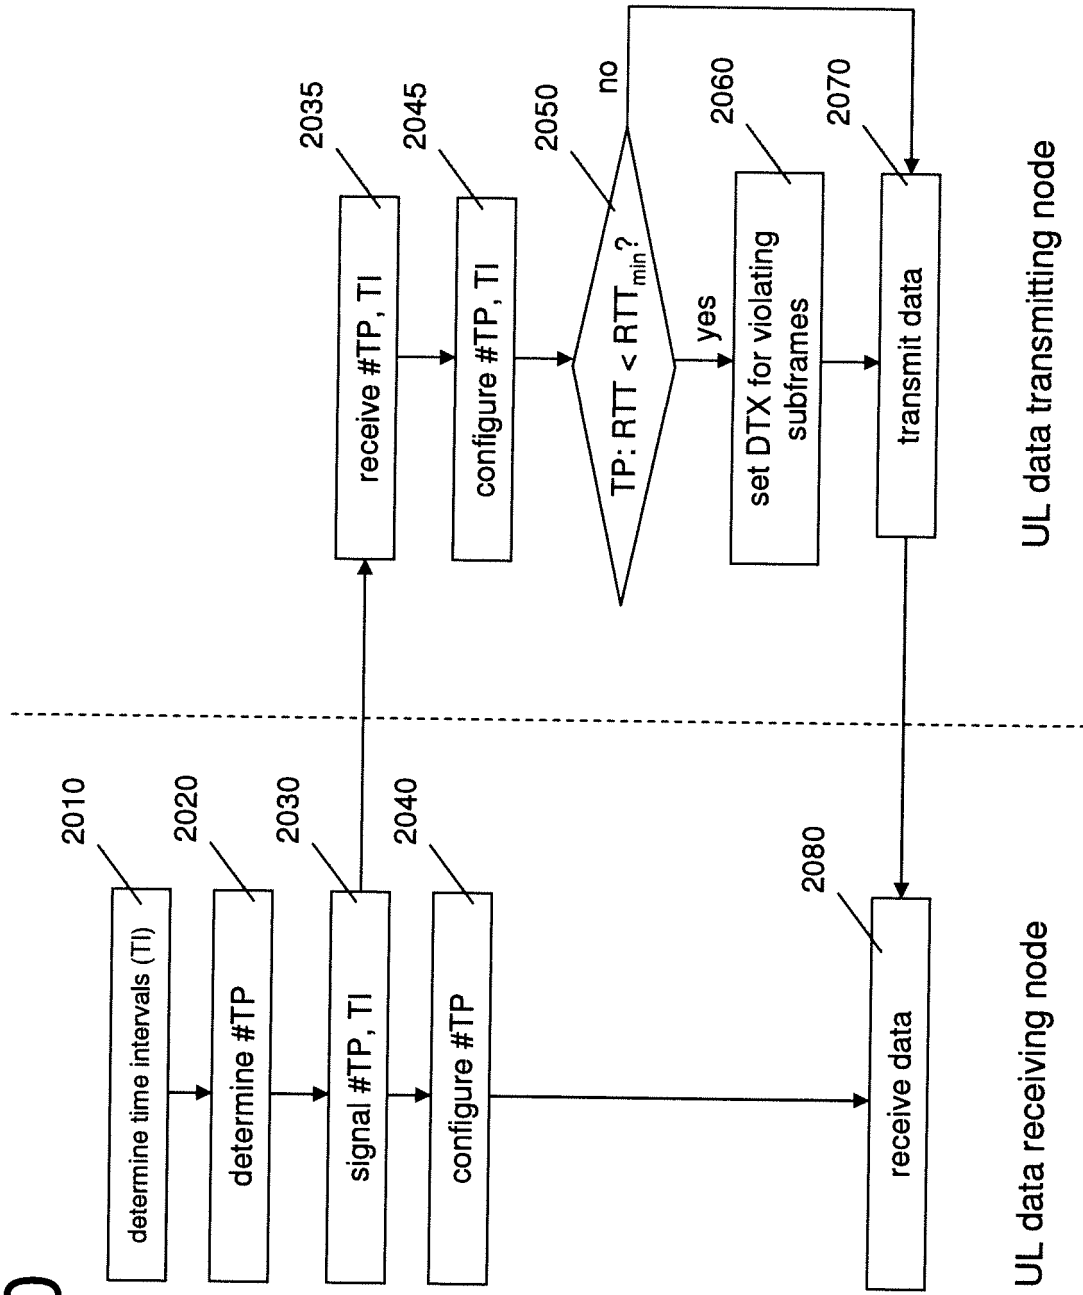 2010
determine time intervals (TI)
2020
determine #TP
2030
signal #TP, TI
2040
configure #TP
2080
receive data
UL data receiving node
2035
receive #TP, TI
2045
configure #TP, TI
2050
TP: RTT < RTTmin?
no
yes
2060
set DTX for violating
subframes
2070
transmit data
UL data transmitting node